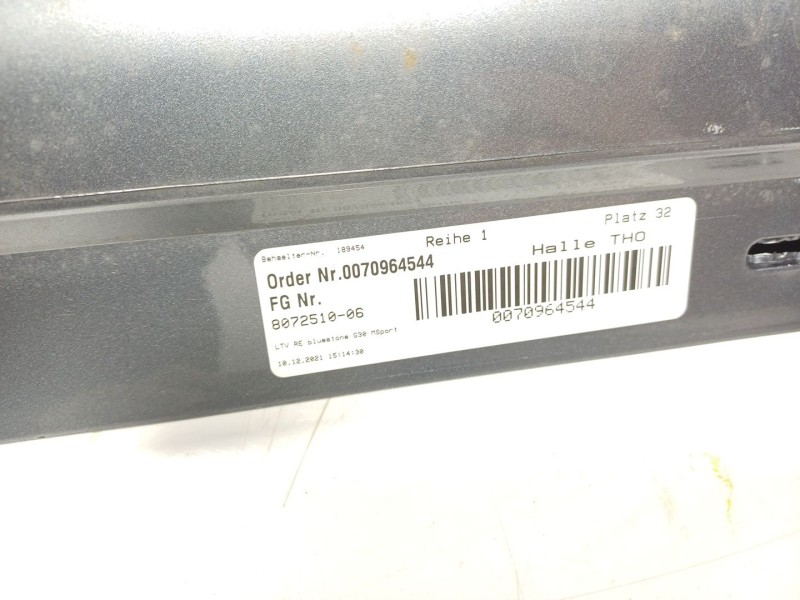 Behaelter-Nr. 189454
Reihe 1
Platz 32
Order Nr.0070964544
Halle THO
FG Nr.
8072510-06
0070964544
LTV RE bluestone G30 MSport
10.12.2021 15:14:30